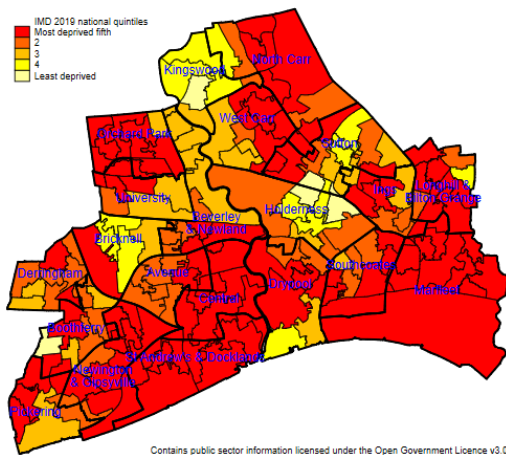 IMD 2019 national quintiles
Most deprived fifth
2
3
4
Least deprived
North Carr
Kingswood
West Carr
Orchard Park
Sutton
Ings
Longhill &
Bilton Grange
University
Holderness
Beverley
& Newland
Bricknell
Southcoates
Derringham
Avenue
Drypool
Marfleet
Central
Boothferry
St Andrew's & Docklands
Newington
& Gipsyville
Pickering
Contains public sector information licensed under the Open Government Licence v3.0